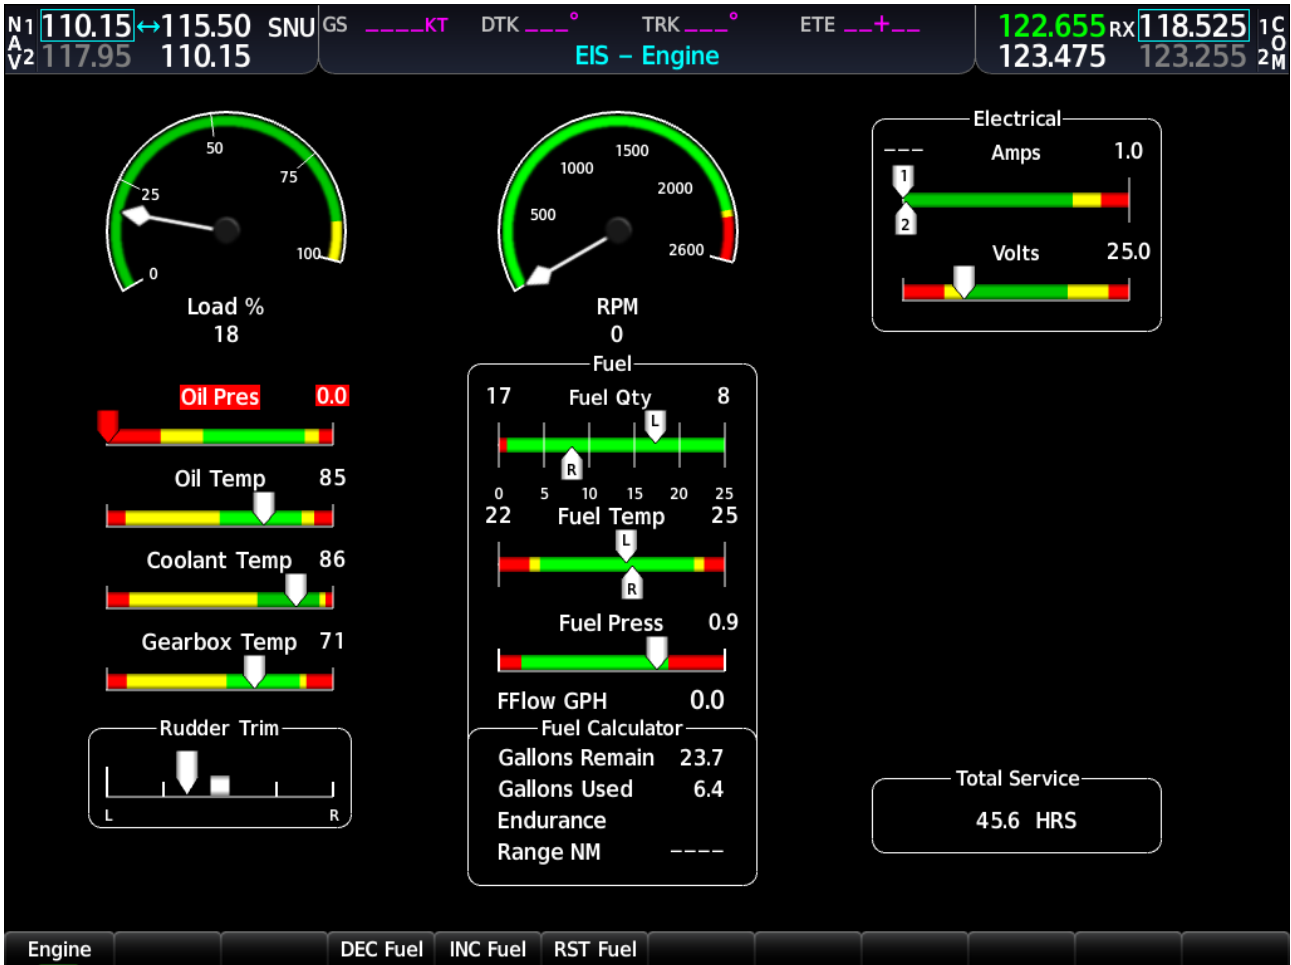 N1 110.15↔115.50 SNU GS ____KT DTK ___° TRK ___° ETE __+__ 122.655 RX 118.525 1C
A O
V2 117.95 110.15 EIS – Engine 123.475 123.255 2M
50
25 75
0 100
Load %
18
1500
1000 2000
500 2600
RPM
0
Electrical
--- Amps 1.0
1
2
Volts 25.0
Oil Pres 0.0
Oil Temp 85
Coolant Temp 86
Gearbox Temp 71
Rudder Trim
L R
Fuel
17 Fuel Qty 8
L
R
0 5 10 15 20 25
22 Fuel Temp 25
L
R
Fuel Press 0.9
FFlow GPH 0.0
Fuel Calculator
Gallons Remain 23.7
Gallons Used 6.4
Endurance
Range NM ----
Total Service
45.6 HRS
Engine DEC Fuel INC Fuel RST Fuel